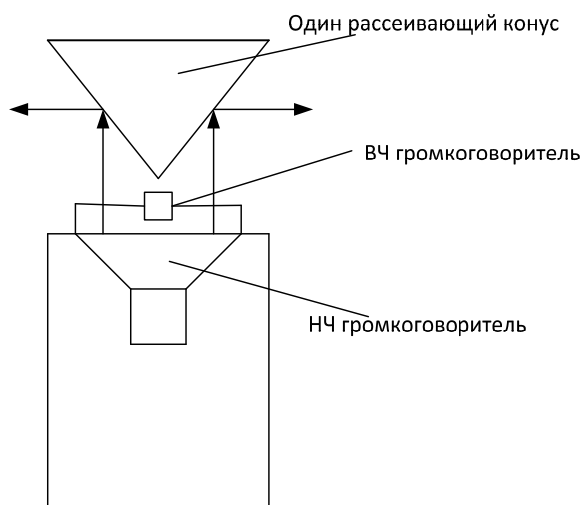 Один рассеивающий конус
ВЧ громкоговоритель
НЧ громкоговоритель